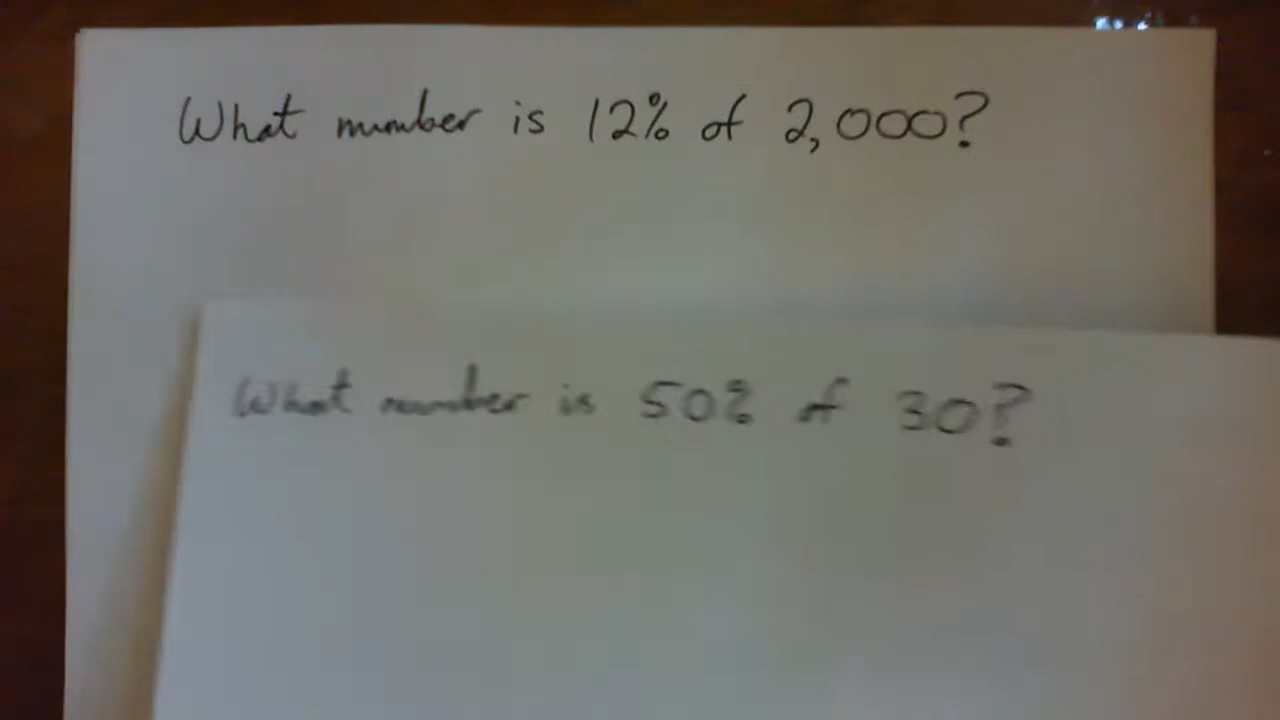 What number is 12% of 2,000?
What number is 50% of 30?